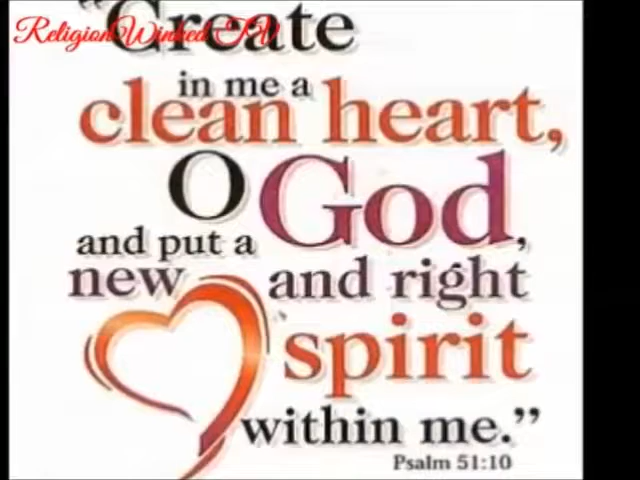 "Create
ReligionWinked TV
in me a
clean heart,
O God,
and put a
new and right
spirit
within me."
Psalm 51:10